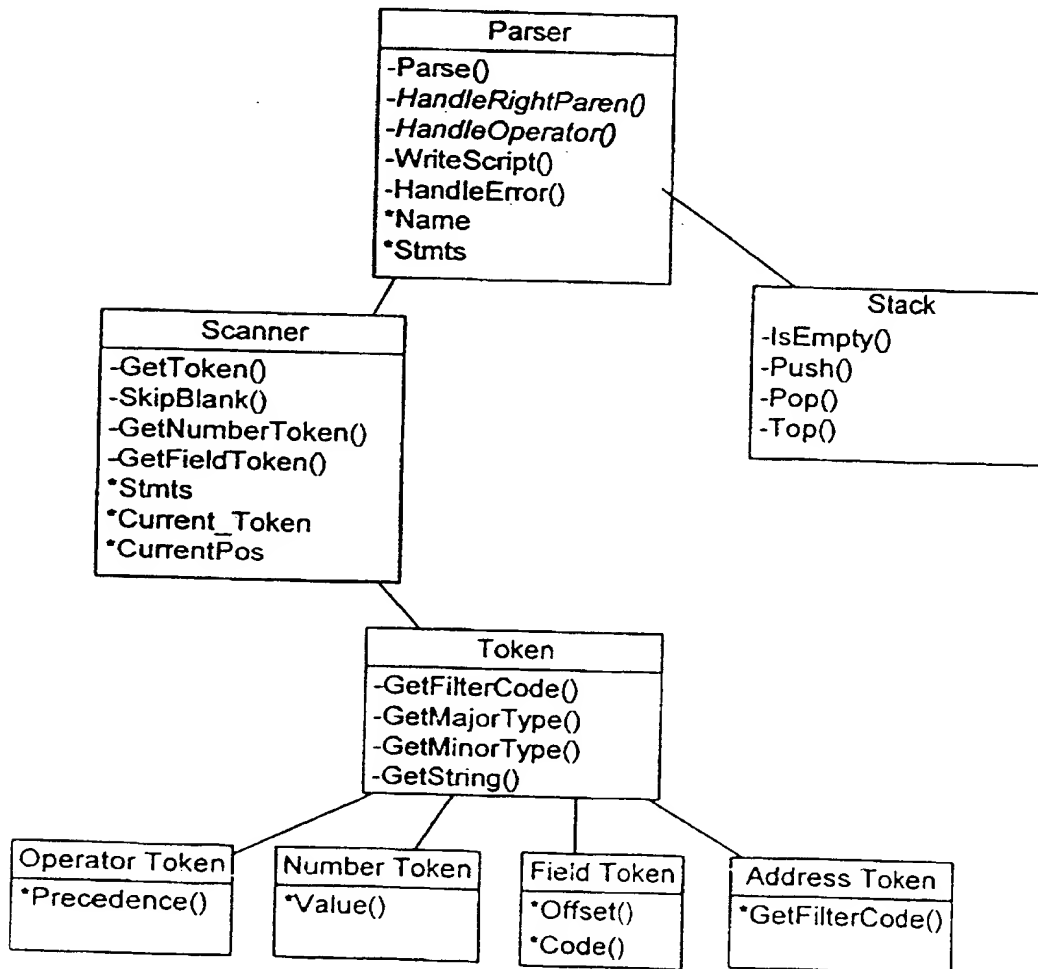 Parser
-Parse()
-HandleRightParen()
-HandleOperator()
-WriteScript()
-HandleError()
*Name
*Stmts
Scanner
-GetToken()
-SkipBlank()
-GetNumberToken()
-GetFieldToken()
*Stmts
*Current_Token
*CurrentPos
Stack
-IsEmpty()
-Push()
-Pop()
-Top()
Token
-GetFilterCode()
-GetMajorType()
-GetMinorType()
-GetString()
Operator Token
*Precedence()
Number Token
*Value()
Field Token
*Offset()
*Code()
Address Token
*GetFilterCode()